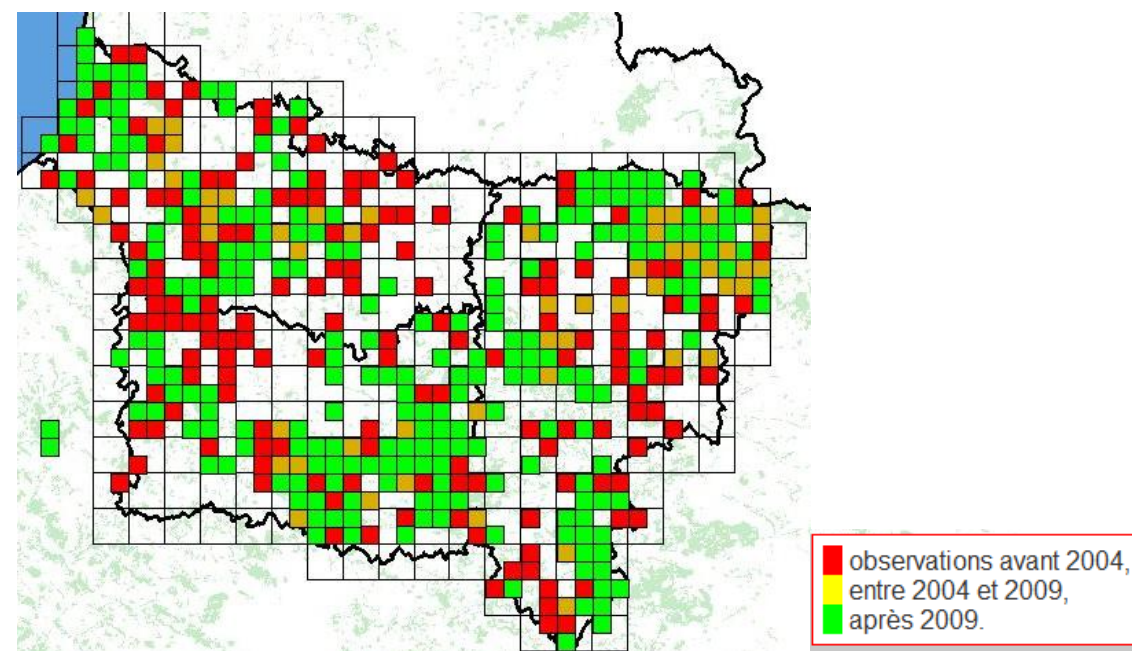 observations avant 2004,
entre 2004 et 2009,
après 2009.